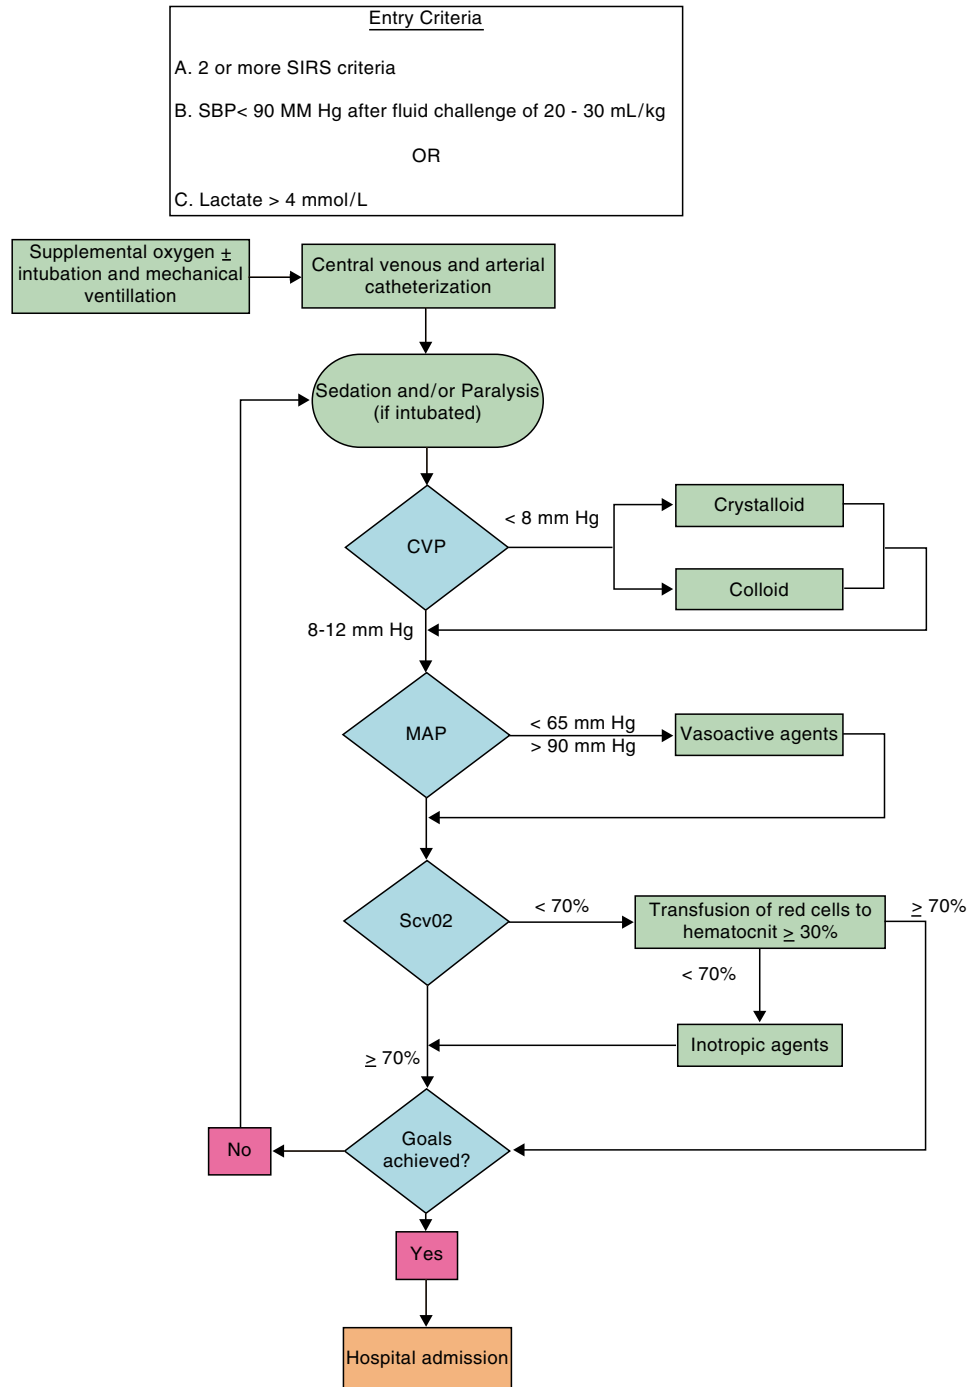 Entry Criteria
A. 2 or more SIRS criteria
B. SBP< 90 MM Hg after fluid challenge of 20 - 30 mL/kg
OR
C. Lactate > 4 mmol/L
Supplemental oxygen ±
intubation and mechanical
ventillation
Central venous and arterial
catheterization
Sedation and/or Paralysis
(if intubated)
CVP
< 8 mm Hg
Crystalloid
Colloid
8-12 mm Hg
MAP
< 65 mm Hg
> 90 mm Hg
Vasoactive agents
Scv02
< 70%
Transfusion of red cells to
hematocnit ≥ 30%
≥ 70%
< 70%
Inotropic agents
≥ 70%
Goals
achieved?
No
Yes
Hospital admission